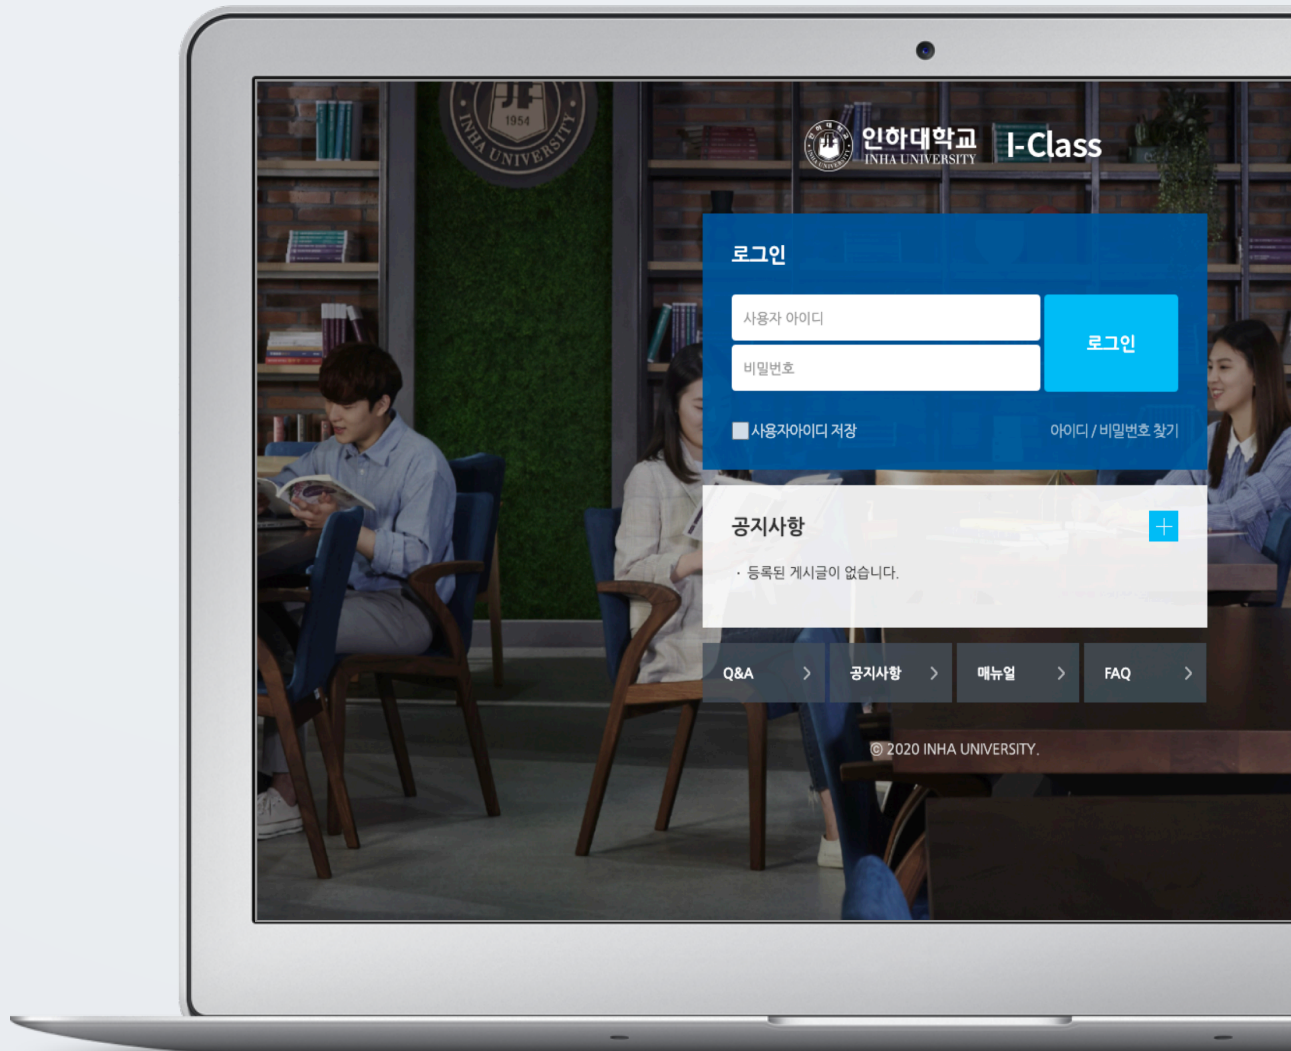 1954
INHA UNIVERSITY
인하대학교
INHA UNIVERSITY
I-Class
로그인
사용자 아이디
비밀번호
로그인
사용자아이디 저장
아이디 / 비밀번호 찾기
공지사항
· 등록된 게시글이 없습니다.
Q&A
공지사항
매뉴얼
FAQ
© 2020 INHA UNIVERSITY.